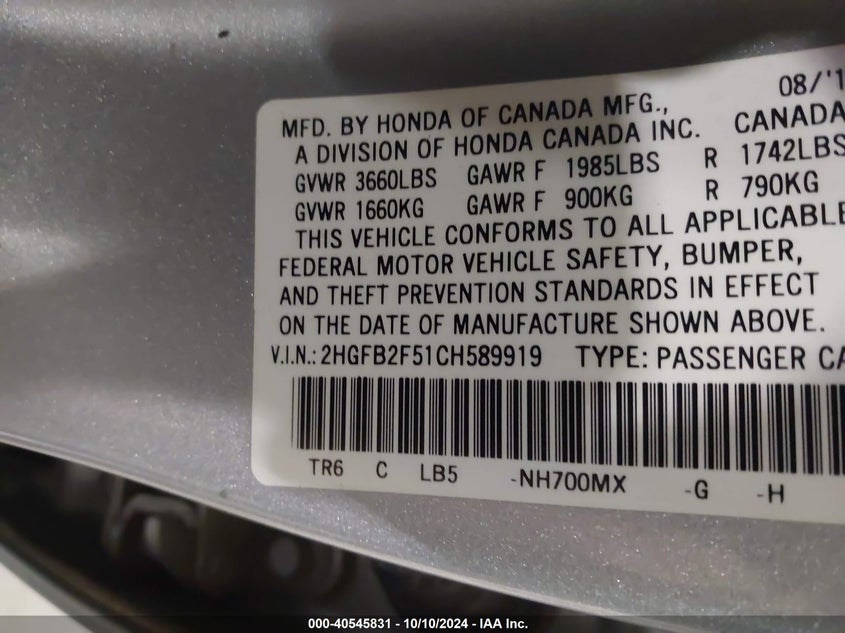 08/'1
MFD. BY HONDA OF CANADA MFG.,
A DIVISION OF HONDA CANADA INC. CANADA
GVWR 3660LBS GAWR F 1985LBS R 1742LBS
GVWR 1660KG GAWR F 900KG R 790KG
THIS VEHICLE CONFORMS TO ALL APPLICABLE
FEDERAL MOTOR VEHICLE SAFETY, BUMPER,
AND THEFT PREVENTION STANDARDS IN EFFECT
ON THE DATE OF MANUFACTURE SHOWN ABOVE.
V.I.N.: 2HGFB2F51CH589919 TYPE: PASSENGER CA
TR6 C LB5 -NH700MX -G -H
000-40545831 - 10/10/2024 - IAA Inc.